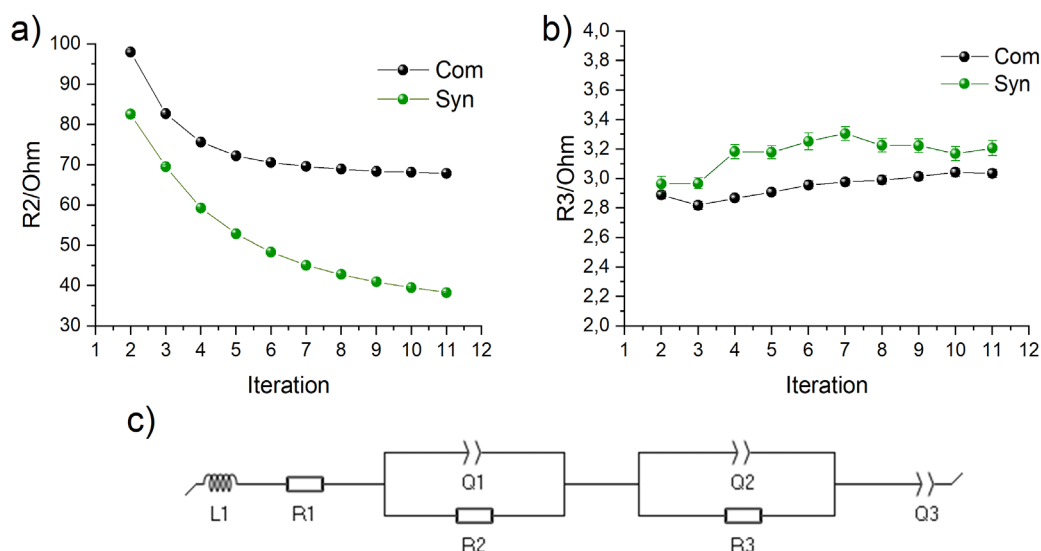 a)
R2/Ohm
100
90
80
70
60
50
40
30
1 2 3 4 5 6 7 8 9 10 11 12
Iteration
Com
Syn
b)
R3/Ohm
4,0
3,8
3,6
3,4
3,2
3,0
2,8
2,6
2,4
2,2
2,0
1 2 3 4 5 6 7 8 9 10 11 12
Iteration
Com
Syn
c)
L1
R1
Q1
R2
Q2
R3
Q3